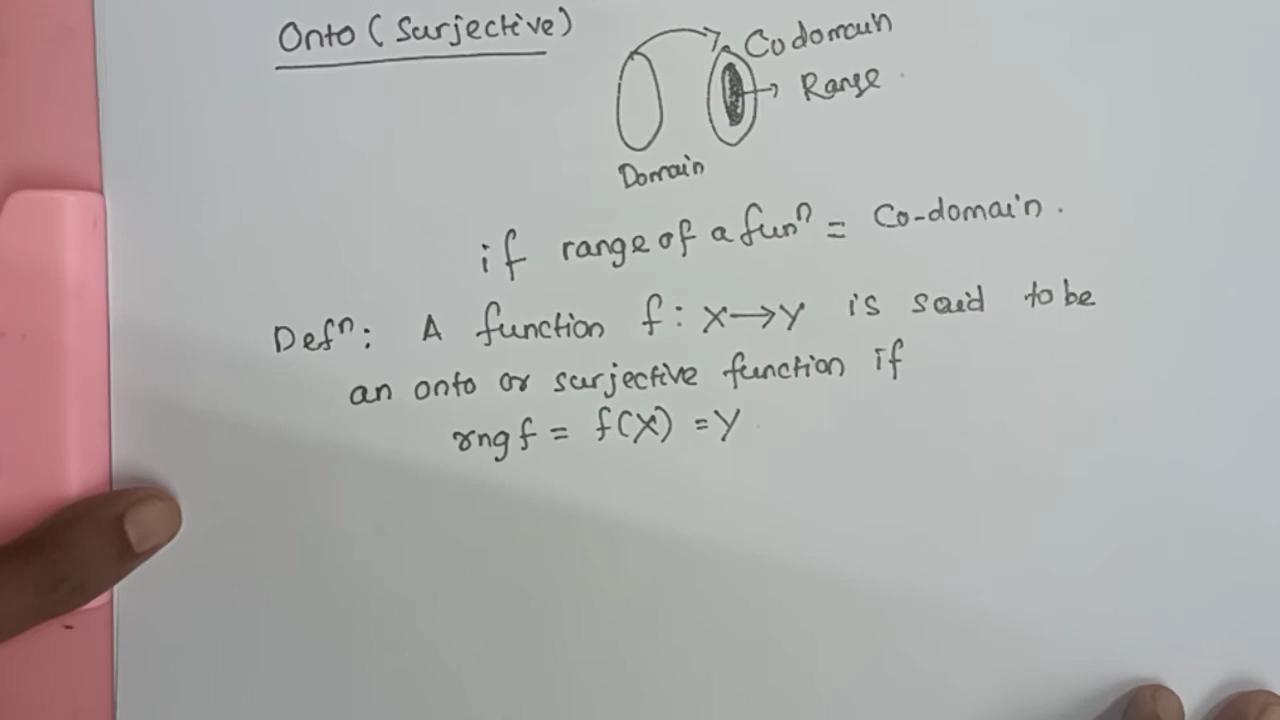 Onto (Surjective)
Codomain
Range
Domain
if range of a funⁿ = Co-domain.
Defⁿ: A function f: X→Y is said to be
an onto or surjective function if
rng f = f(X) = Y